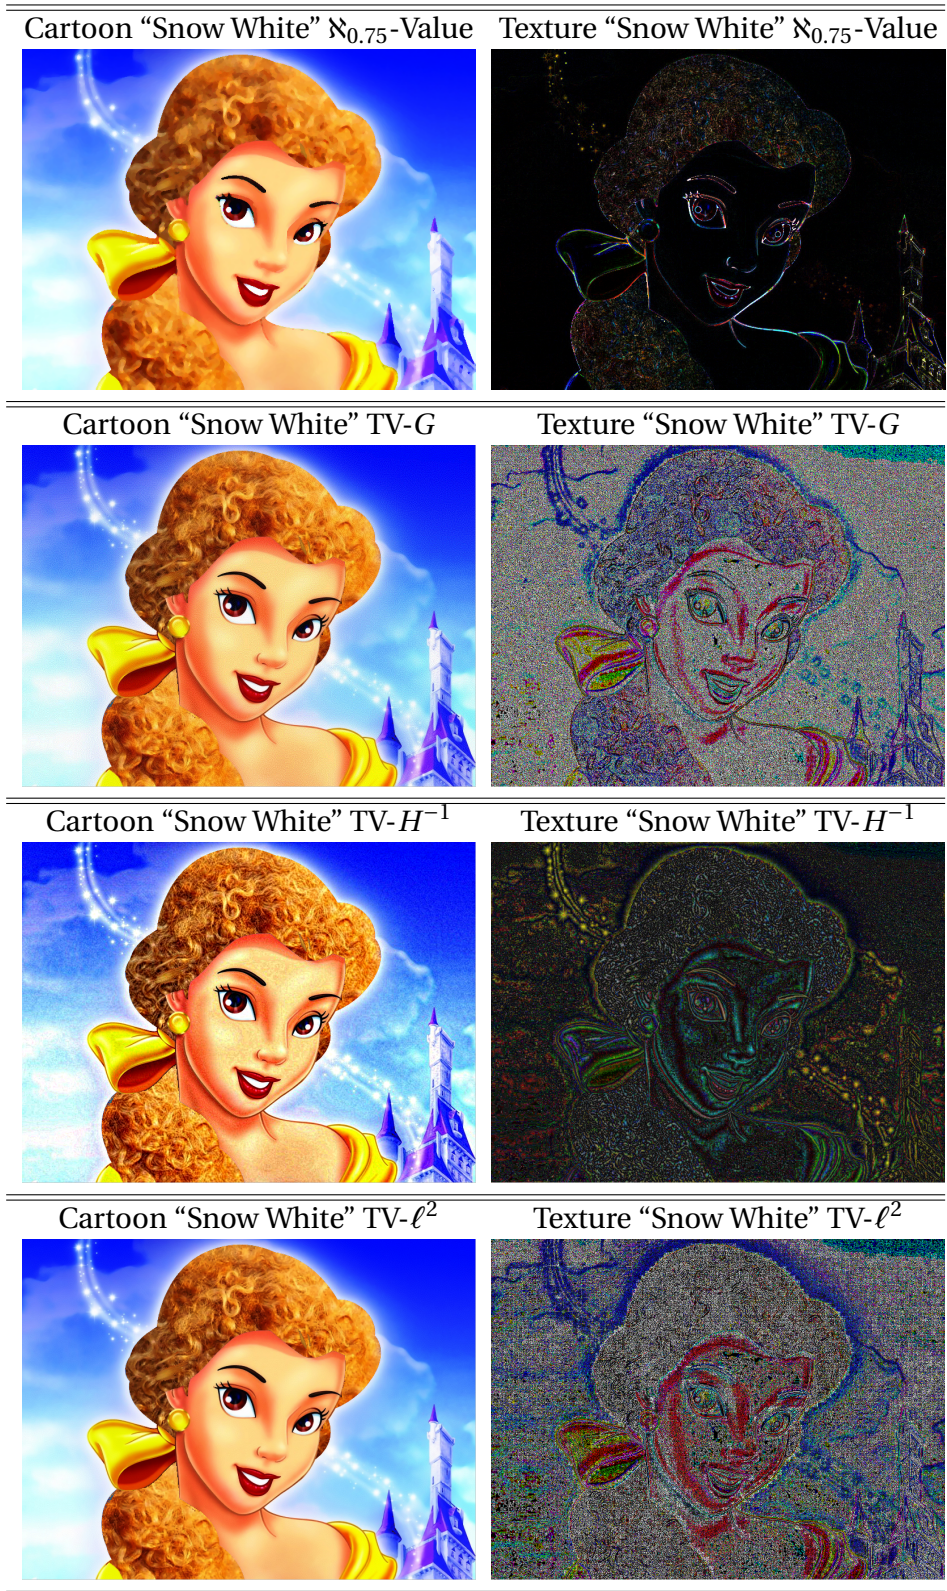 Cartoon “Snow White” ℵ0.75-Value
Texture “Snow White” ℵ0.75-Value
Cartoon “Snow White” TV-G
Texture “Snow White” TV-G
Cartoon “Snow White” TV-H⁻¹
Texture “Snow White” TV-H⁻¹
Cartoon “Snow White” TV-ℓ²
Texture “Snow White” TV-ℓ²